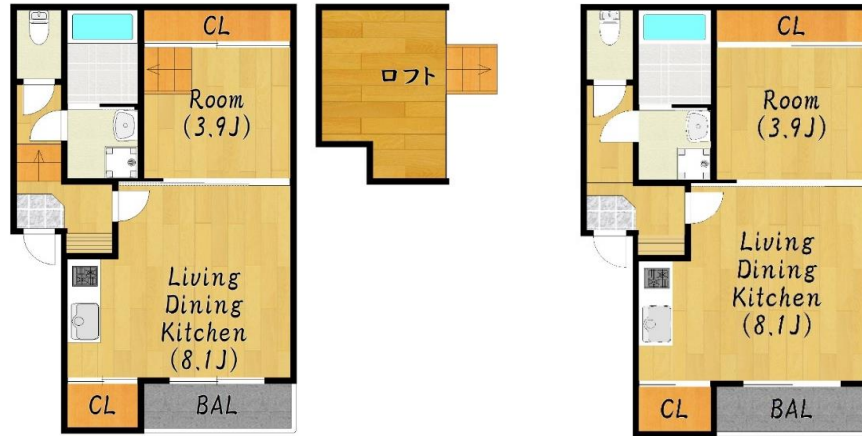 CL
Room
(3.9J)
Living
Dining
Kitchen
(8.1J)
CL
BAL
ロフト
CL
Room
(3.9J)
Living
Dining
Kitchen
(8.1J)
CL
BAL